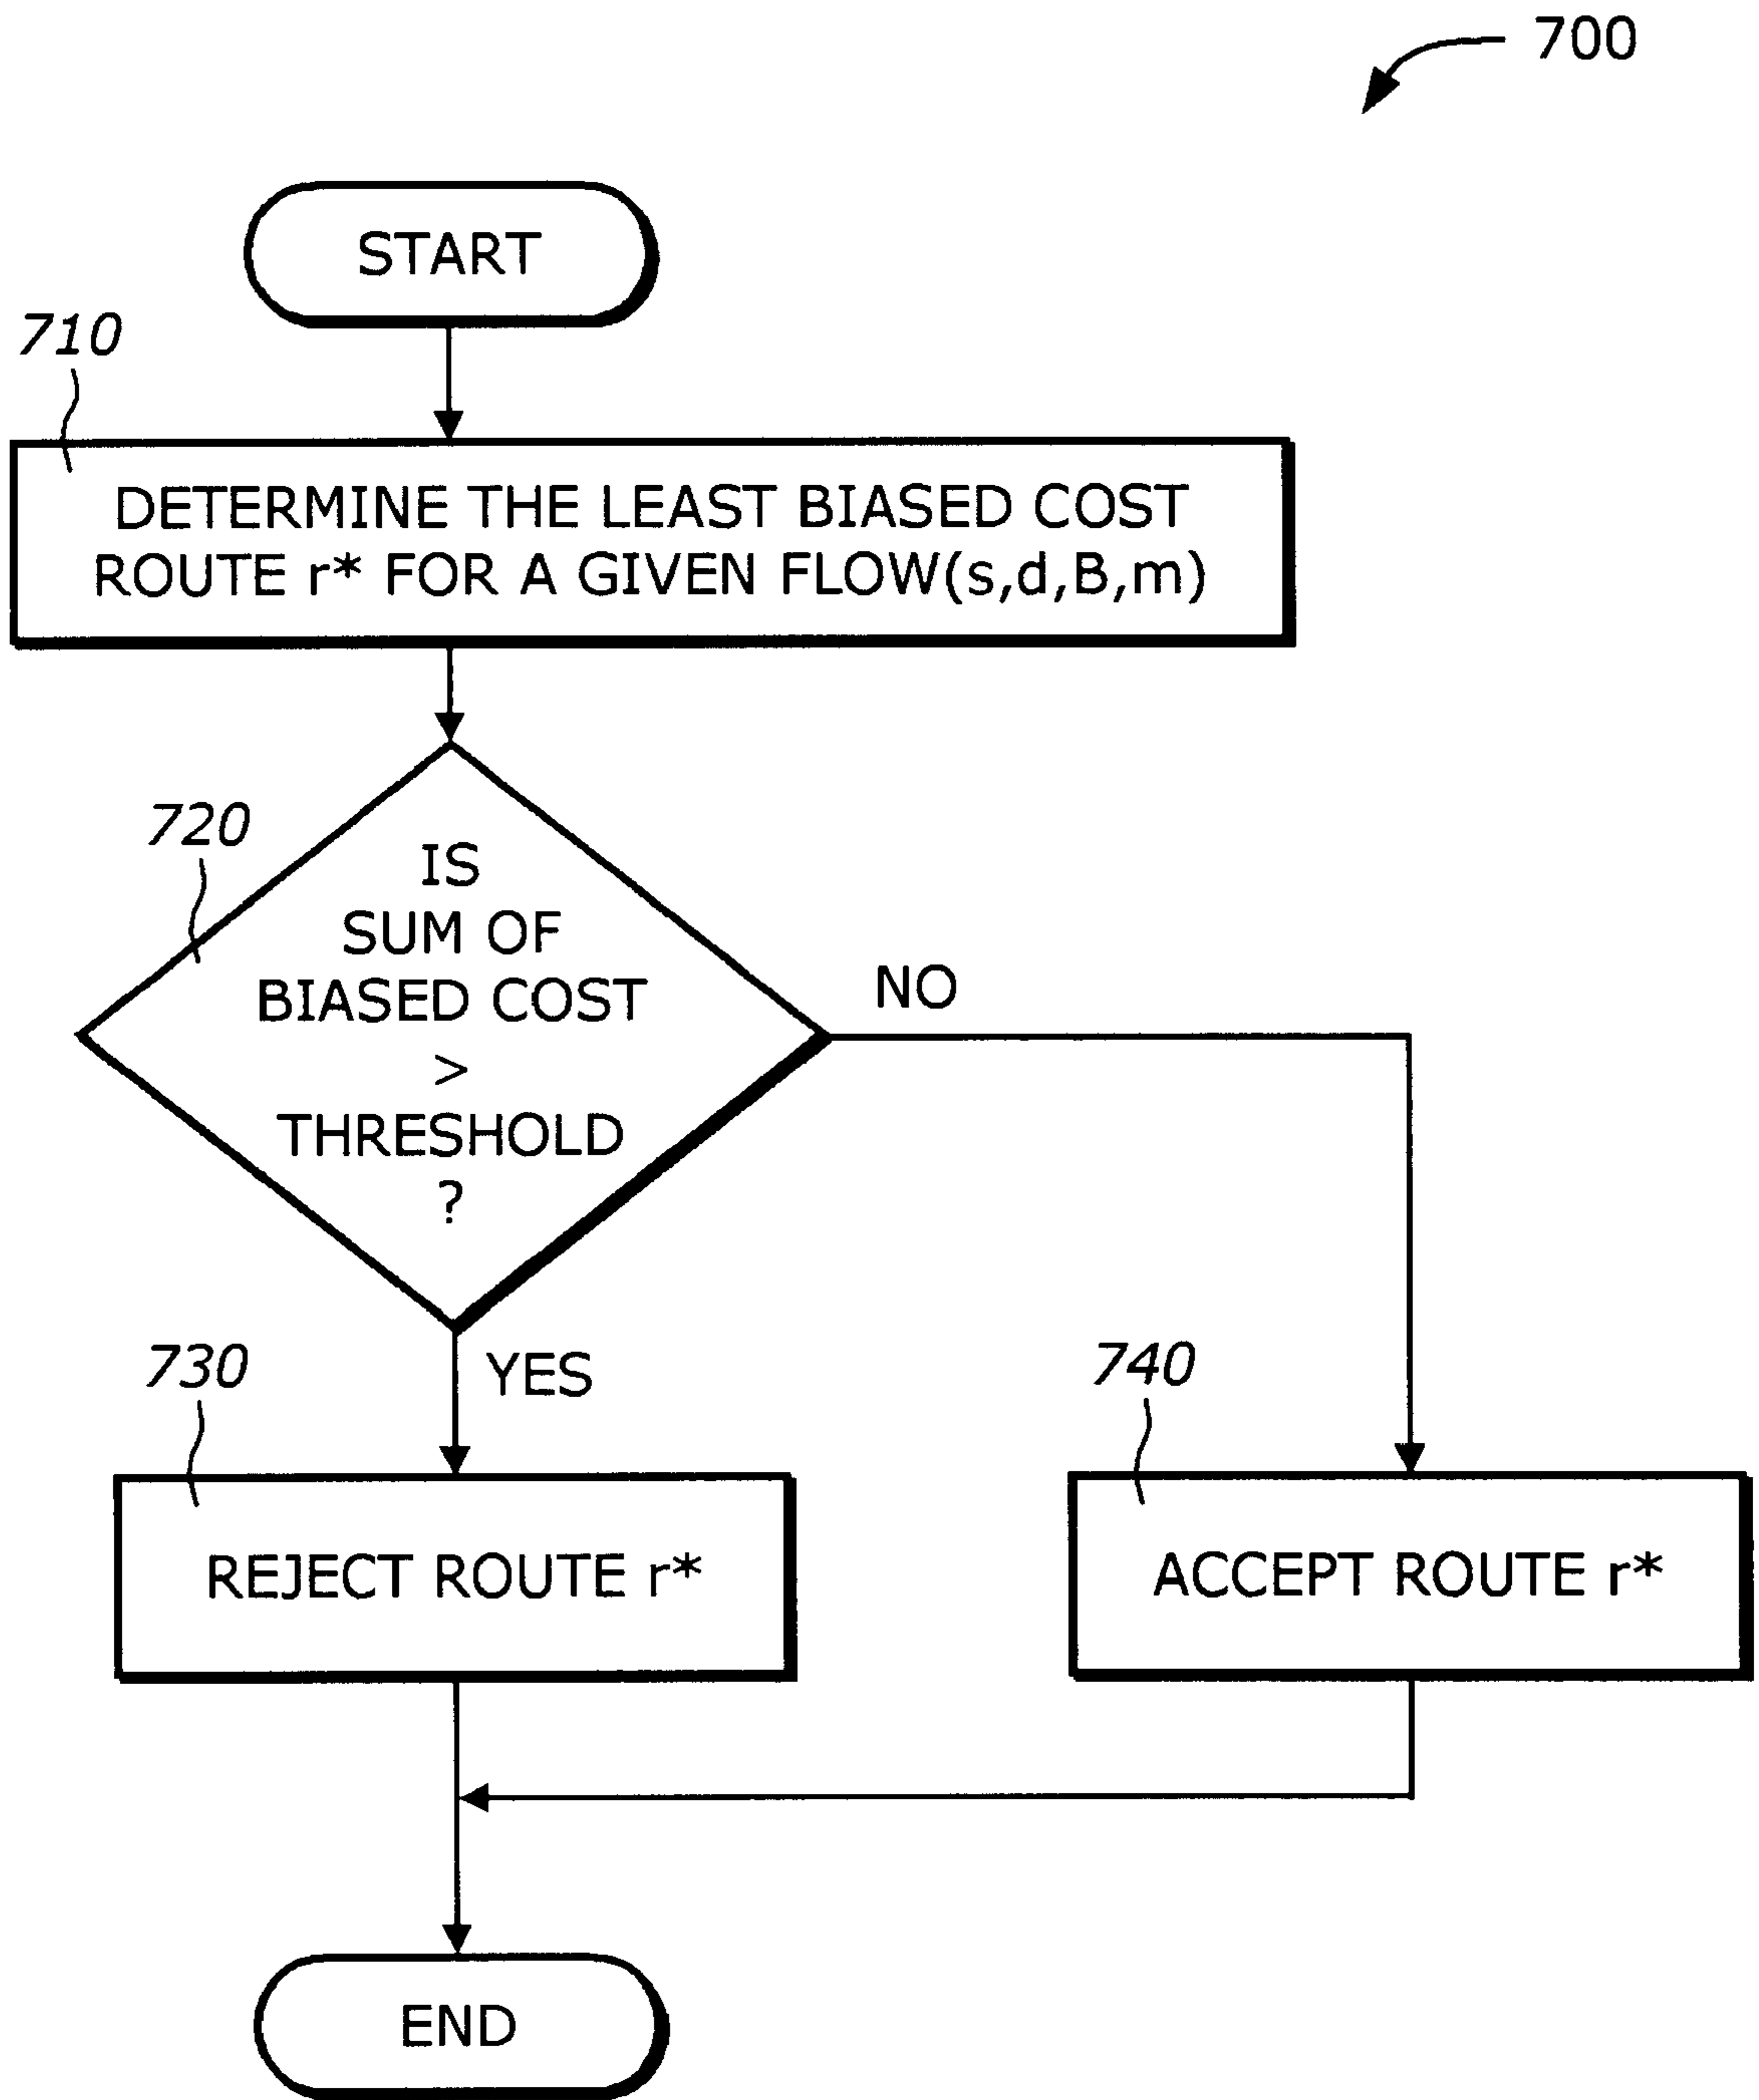 700
START
710
DETERMINE THE LEAST BIASED COST
ROUTE r* FOR A GIVEN FLOW(s,d,B,m)
720
IS
SUM OF
BIASED COST
>
THRESHOLD
?
NO
YES
730
REJECT ROUTE r*
740
ACCEPT ROUTE r*
END